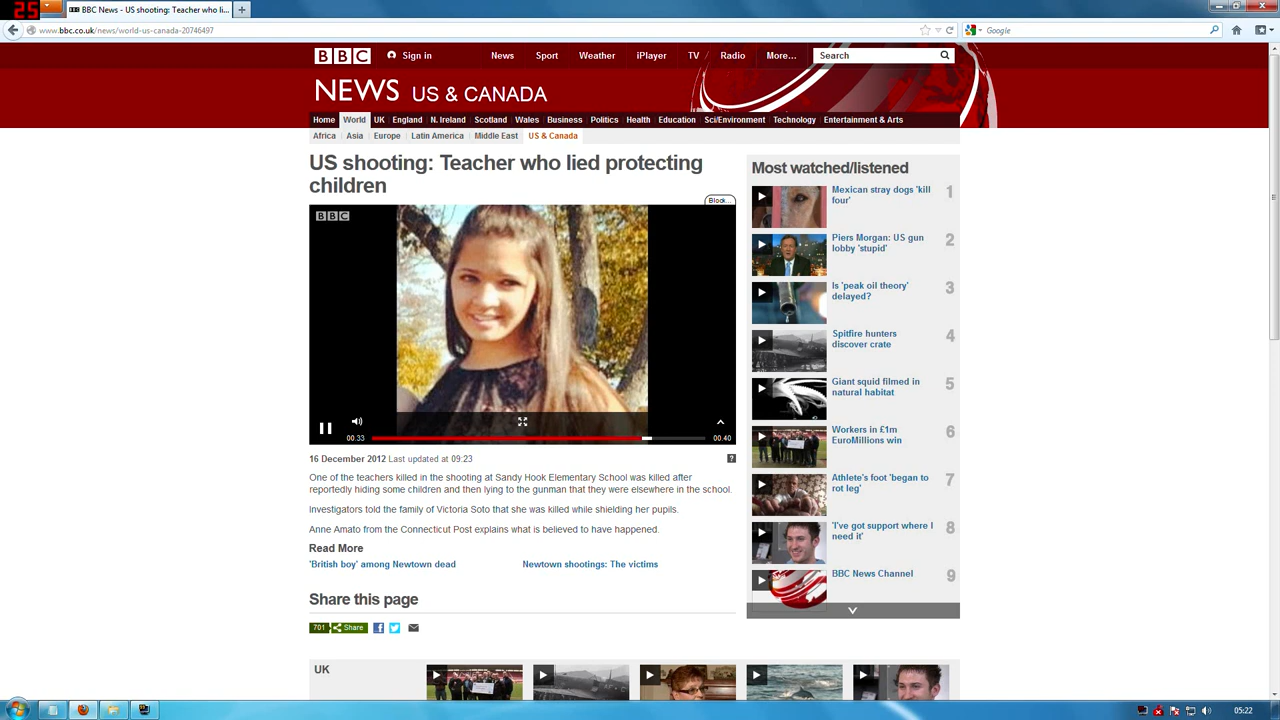 25
BBC News - US shooting: Teacher who li...
www.bbc.co.uk/news/world-us-canada-20746497
Google
BBC Sign in News Sport Weather iPlayer TV Radio More... Search
NEWS US & CANADA
Home World UK England N. Ireland Scotland Wales Business Politics Health Education Sci/Environment Technology Entertainment & Arts
Africa Asia Europe Latin America Middle East US & Canada
US shooting: Teacher who lied protecting
children
Block...
BBC
00.33 00.40
16 December 2012 Last updated at 09:23
?
One of the teachers killed in the shooting at Sandy Hook Elementary School was killed after
reportedly hiding some children and then lying to the gunman that they were elsewhere in the school.
Investigators told the family of Victoria Soto that she was killed while shielding her pupils.
Anne Amato from the Connecticut Post explains what is believed to have happened.
Read More
'British boy' among Newtown dead Newtown shootings: The victims
Share this page
701 Share
Most watched/listened
Mexican stray dogs 'kill 1
four'
Piers Morgan: US gun 2
lobby 'stupid'
Is 'peak oil theory' 3
delayed?
Spitfire hunters 4
discover crate
Giant squid filmed in 5
natural habitat
Workers in £1m 6
EuroMillions win
Athlete's foot 'began to 7
rot leg'
'I've got support where I 8
need it'
BBC News Channel 9
UK
05:22